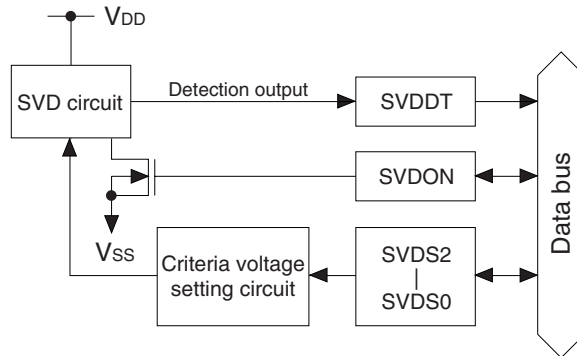 VDD
SVD circuit
Detection output
SVDDT
SVDON
VSS
Criteria voltage
setting circuit
SVDS2
|
SVDS0
Data bus